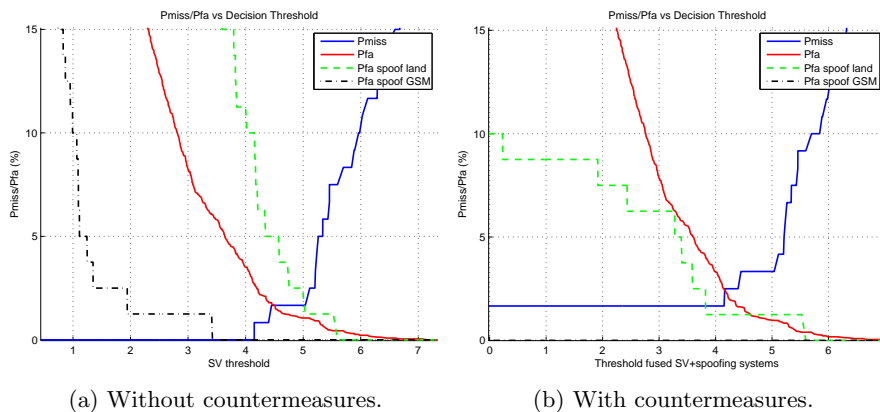 Pmiss/Pfa vs Decision Threshold
Pmiss/Pfa (%)
15
10
5
0
1 2 3 4 5 6 7
SV threshold
Pmiss
Pfa
Pfa spoof land
Pfa spoof GSM
(a) Without countermeasures.
Pmiss/Pfa vs Decision Threshold
Pmiss/Pfa (%)
15
10
5
0
0 1 2 3 4 5 6
Threshold fused SV+spoofing systems
Pmiss
Pfa
Pfa spoof land
Pfa spoof GSM
(b) With countermeasures.